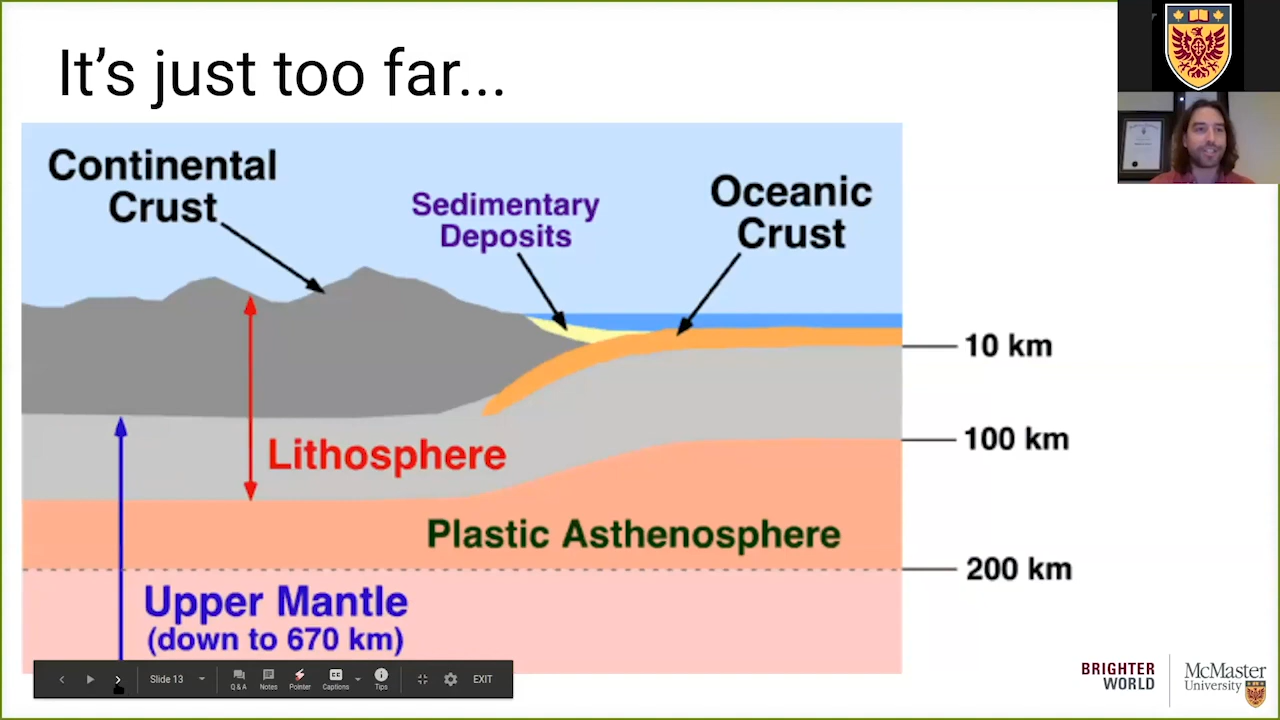 It's just too far...
Continental
Crust
Sedimentary
Deposits
Oceanic
Crust
10 km
100 km
Lithosphere
Plastic Asthenosphere
200 km
Upper Mantle
(down to 670 km)
Slide 13
Q & A
Notes
Pointer
CC
Captions
Tips
EXIT
BRIGHTER
WORLD
McMaster
University